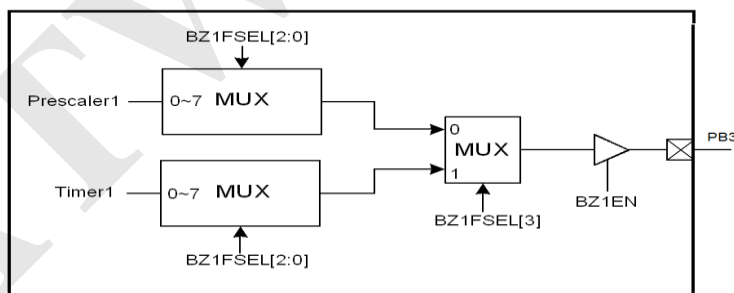 BZ1FSEL[2:0]
Prescaler1
0~7 MUX
0
MUX
1
PB3
Timer1
0~7 MUX
BZ1FSEL[3]
BZ1EN
BZ1FSEL[2:0]